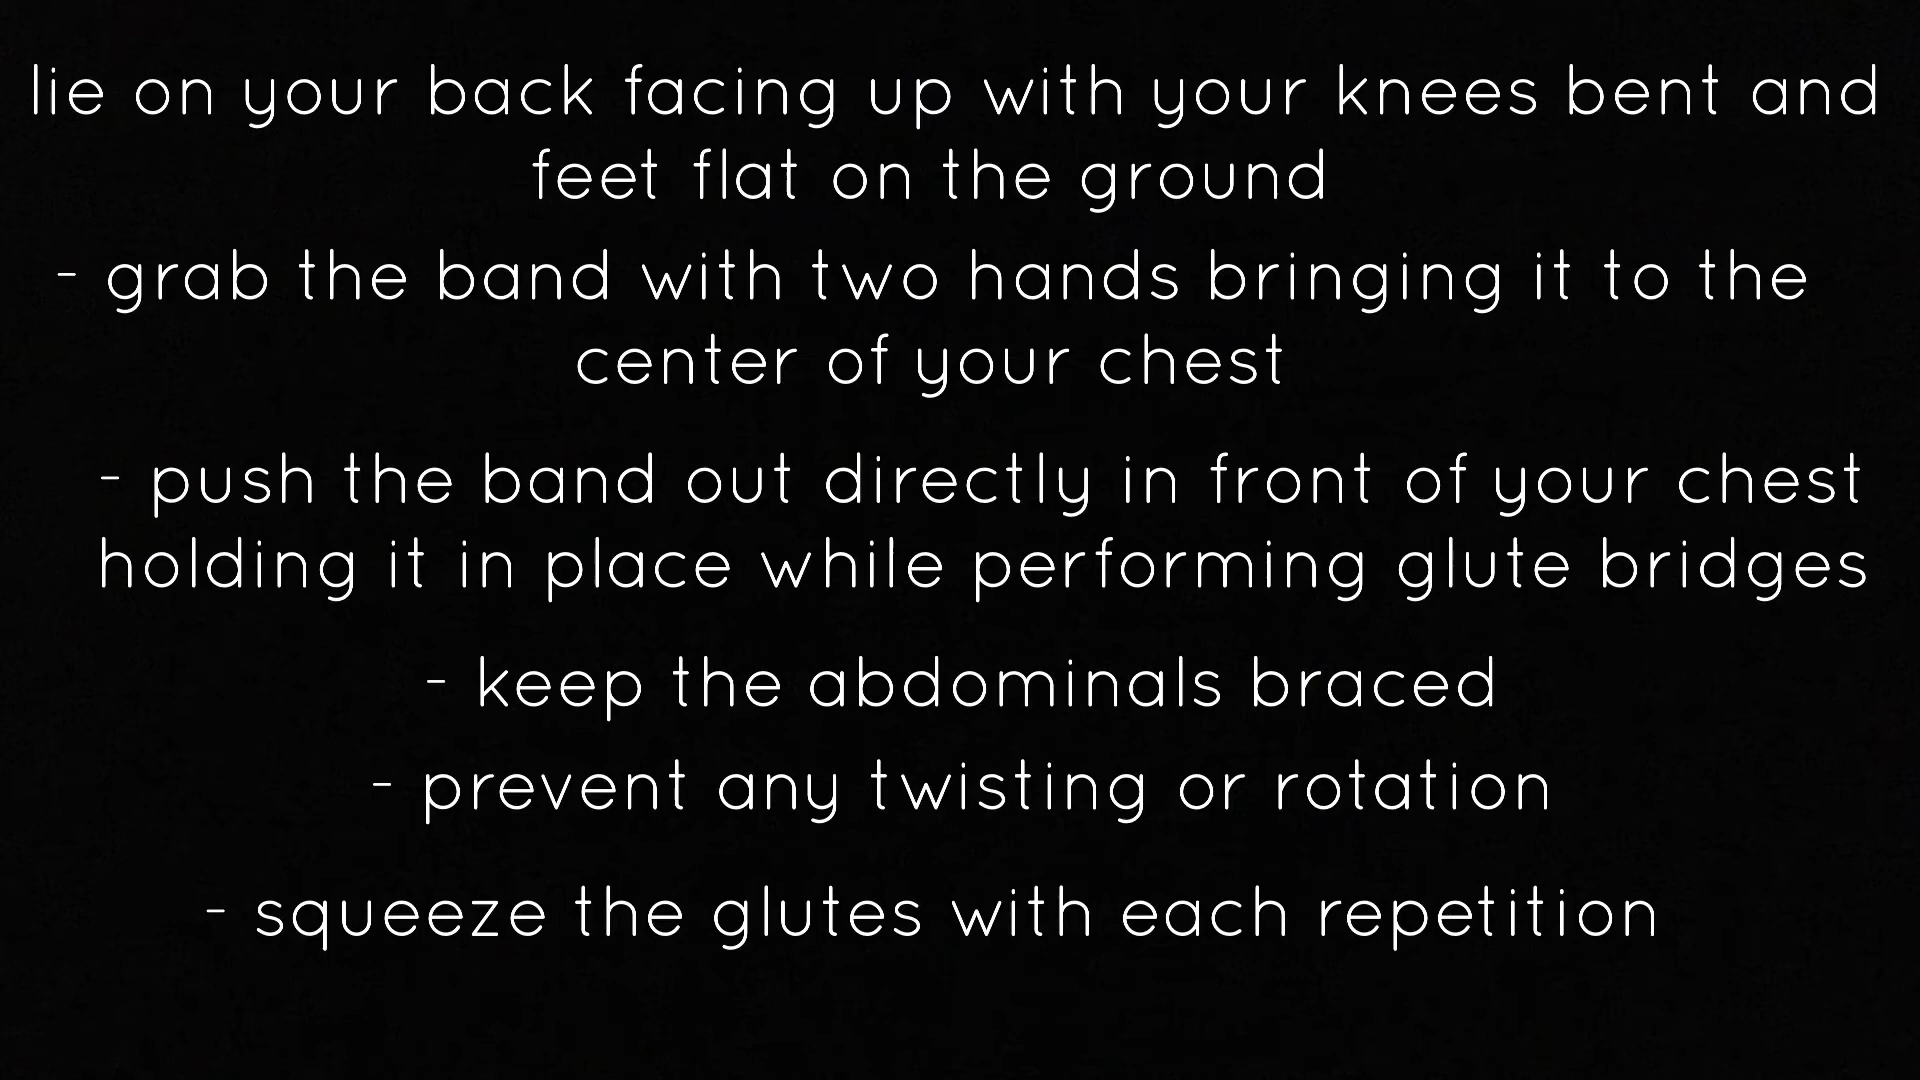 lie on your back facing up with your knees bent and
feet flat on the ground
- grab the band with two hands bringing it to the
center of your chest
- push the band out directly in front of your chest
holding it in place while performing glute bridges
- keep the abdominals braced
- prevent any twisting or rotation
- squeeze the glutes with each repetition